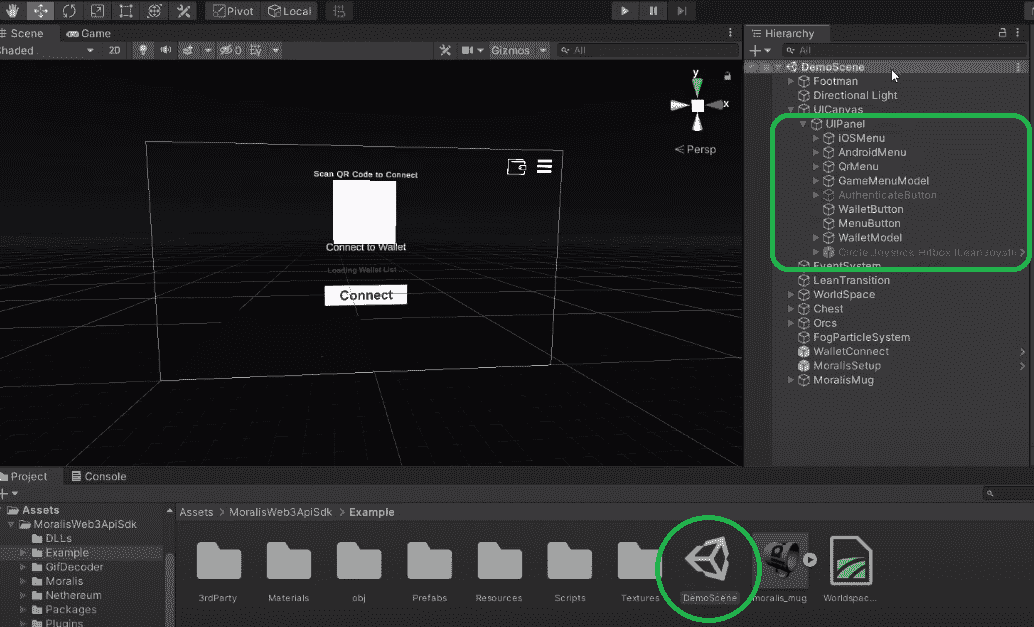 Pivot Local
Scene Game Hierarchy
Shaded 2D 0 Gizmos All All
DemoScene
Footman
Directional Light
UICanvas
UIPanel
iOSMenu
AndroidMenu
QrMenu
GameMenuModel
AuthenticateButton
WalletButton
MenuButton
WalletModel
Circle Joystick Hitbox (LeanJoystic
EventSystem
LeanTransition
WorldSpace
Chest
Orcs
FogParticleSystem
WalletConnect
MoralisSetup
MoralisMug
y
x
Persp
Scan QR Code to Connect
Connect to Wallet
Loading Wallet List ...
Connect
Project Console
Assets
MoralisWeb3ApiSdk
DLLs
Example
GifDecoder
Moralis
Nethereum
Packages
Plugins
Assets > MoralisWeb3ApiSdk > Example
3rdParty Materials obj Prefabs Resources Scripts Textures DemoScene moralis_mug Worldspac...